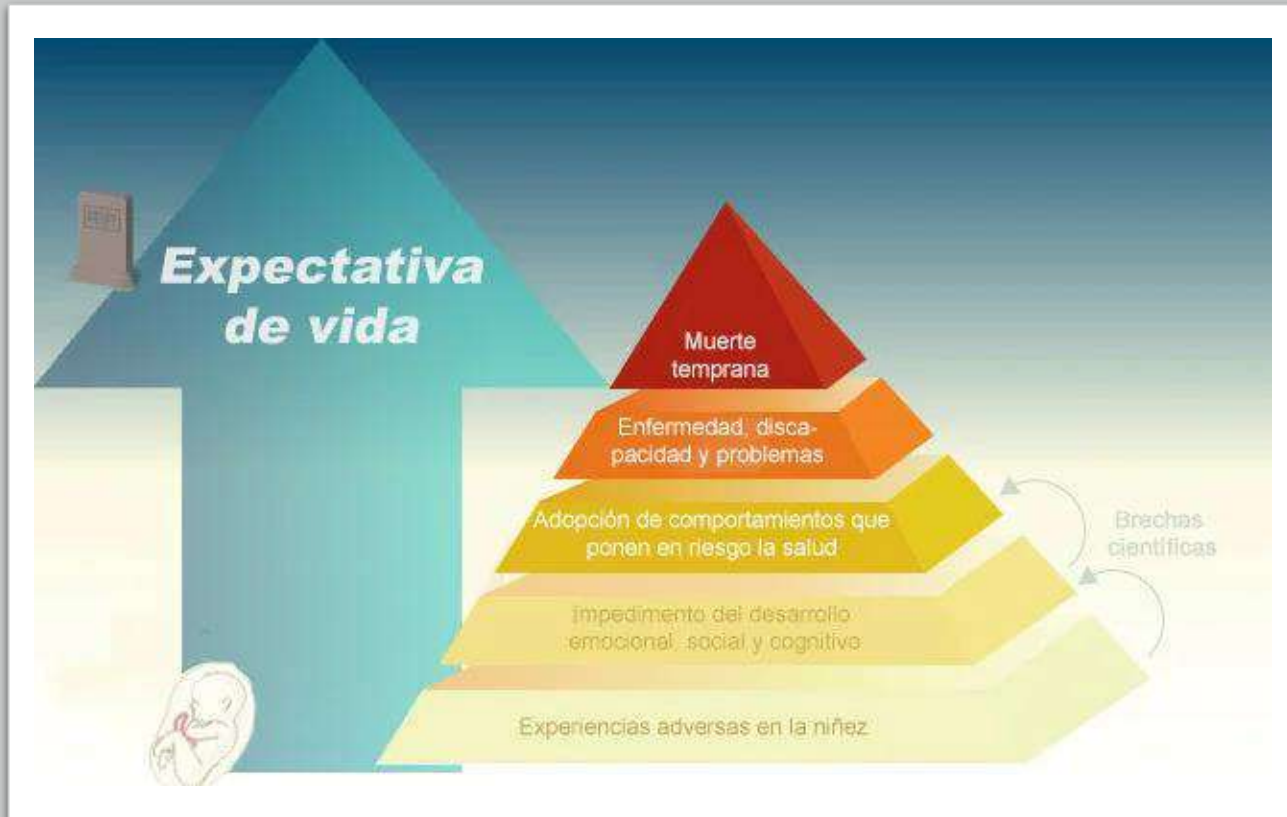 Expectativa
de vida
Muerte
temprana
Enfermedad, disca-
pacidad y problemas
Adopción de comportamientos que
ponen en riesgo la salud
Impedimento del desarrollo
emocional, social y cognitivo
Experiencias adversas en la niñez
Brechas
científicas